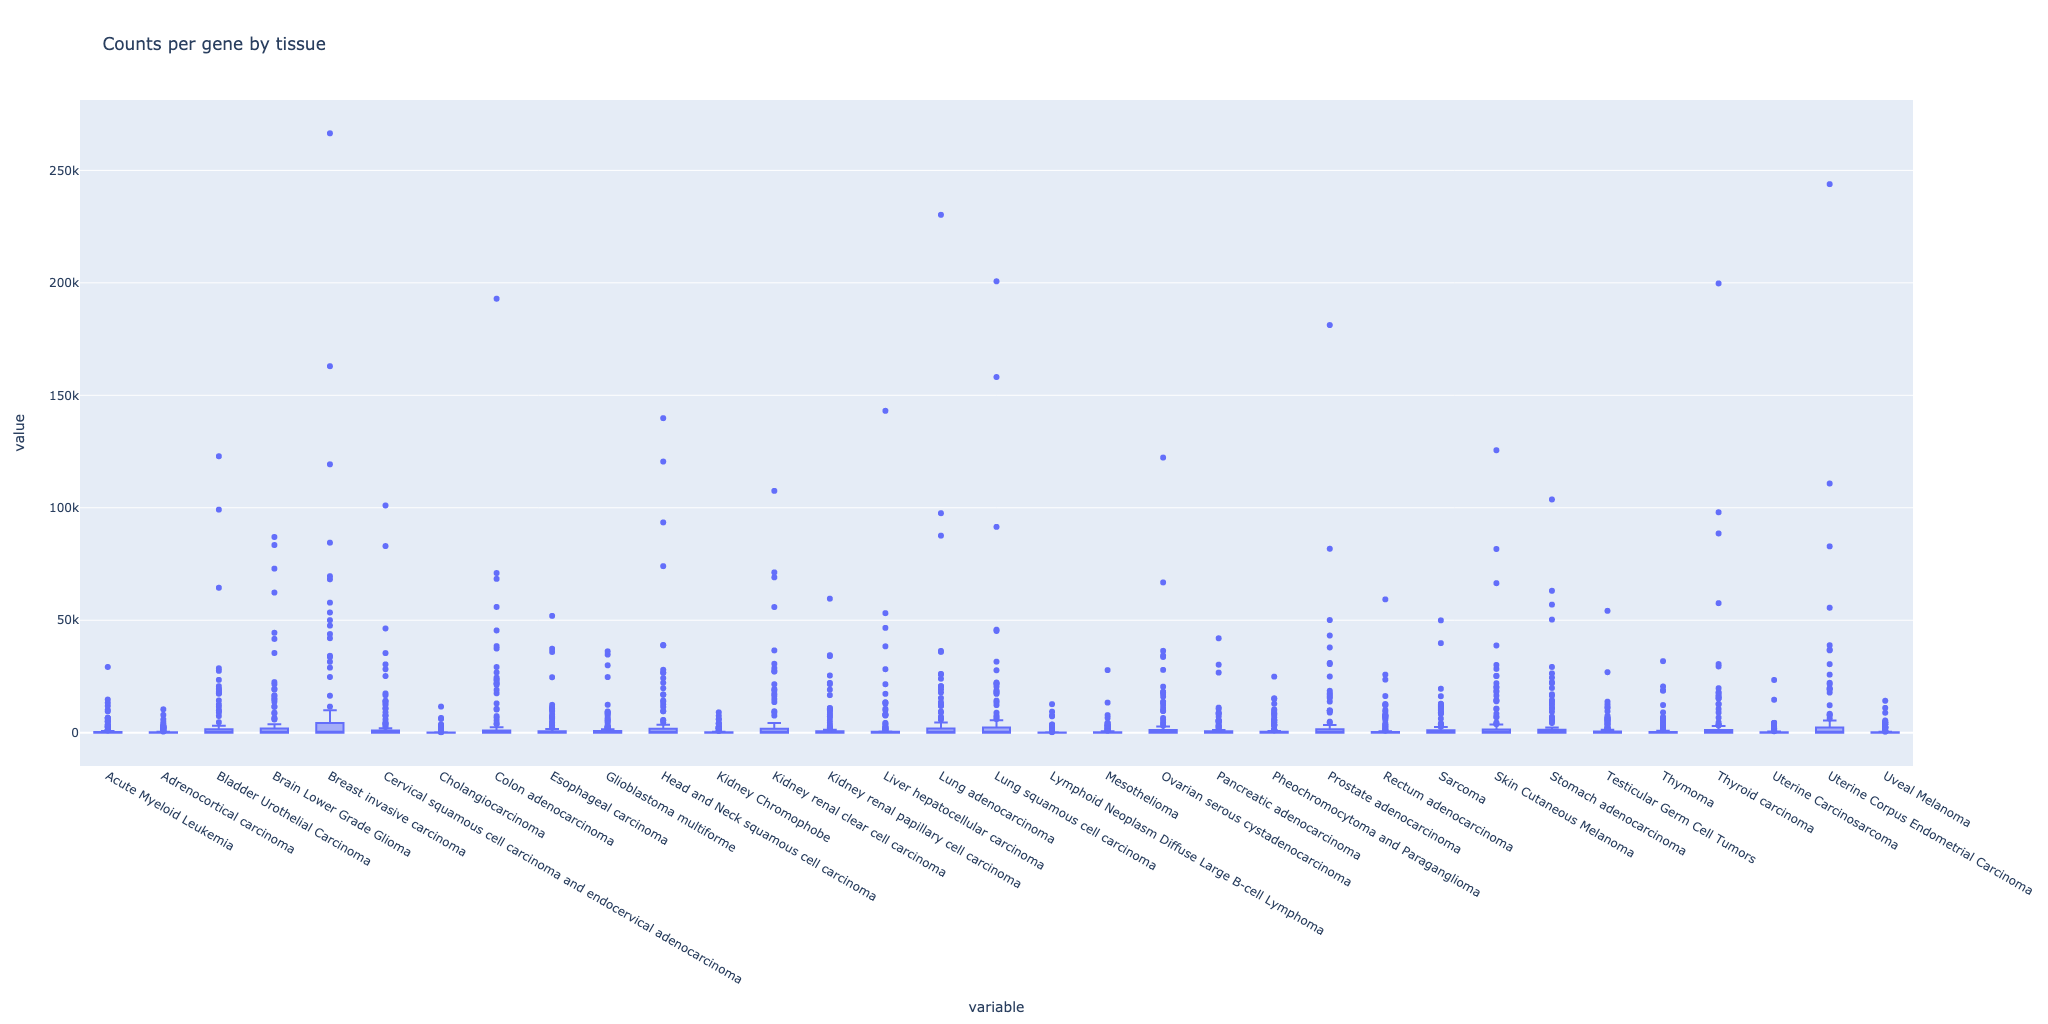 Counts per gene by tissue
250k
200k
150k
100k
50k
0
value
Acute Myeloid Leukemia
Adrenocortical carcinoma
Bladder Urothelial Carcinoma
Brain Lower Grade Glioma
Breast invasive carcinoma
Cervical squamous cell carcinoma and endocervical adenocarcinoma
Cholangiocarcinoma
Colon adenocarcinoma
Esophageal carcinoma
Glioblastoma multiforme
Head and Neck squamous cell carcinoma
Kidney Chromophobe
Kidney renal clear cell carcinoma
Kidney renal papillary cell carcinoma
Liver hepatocellular carcinoma
Lung adenocarcinoma
Lung squamous cell carcinoma
Lymphoid Neoplasm Diffuse Large B-cell Lymphoma
Mesothelioma
Ovarian serous cystadenocarcinoma
Pancreatic adenocarcinoma
Pheochromocytoma and Paraganglioma
Prostate adenocarcinoma
Rectum adenocarcinoma
Sarcoma
Skin Cutaneous Melanoma
Stomach adenocarcinoma
Testicular Germ Cell Tumors
Thymoma
Thyroid carcinoma
Uterine Carcinosarcoma
Uterine Corpus Endometrial Carcinoma
Uveal Melanoma
variable